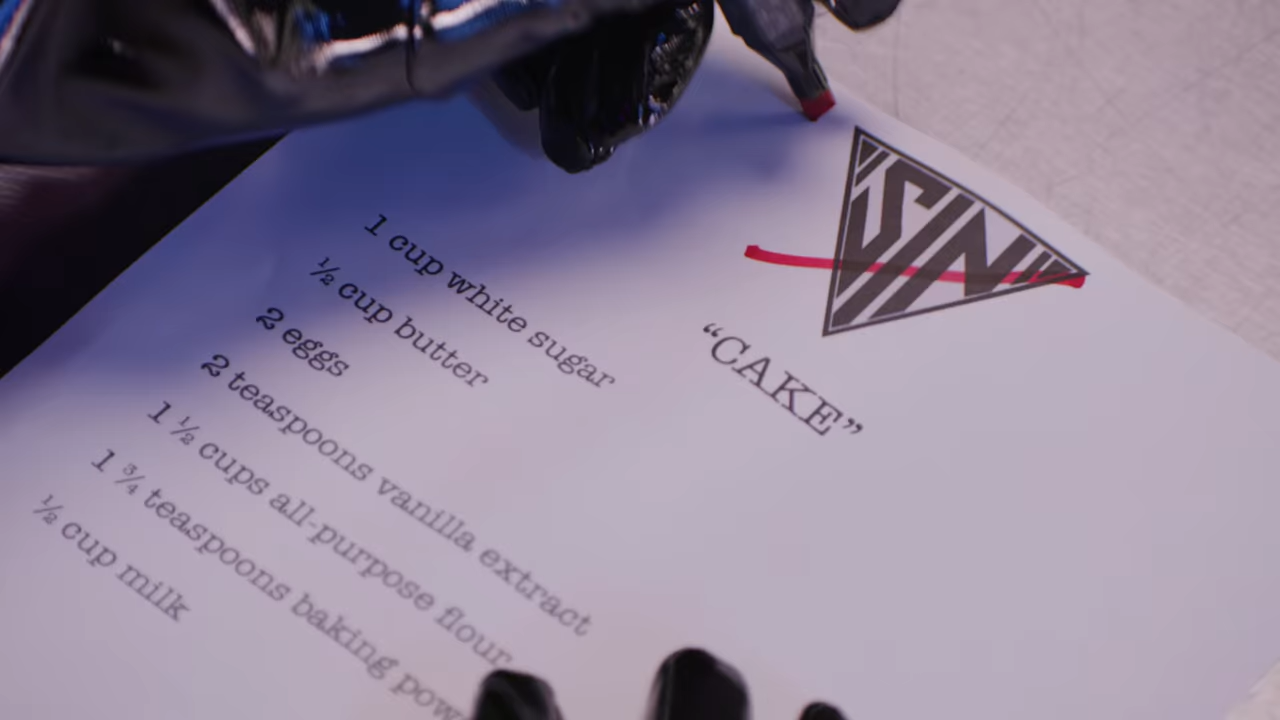 SIN
“CAKE”
1 cup white sugar
½ cup butter
2 eggs
2 teaspoons vanilla extract
1 ½ cups all-purpose flour
1 ¾ teaspoons baking
½ cup milk